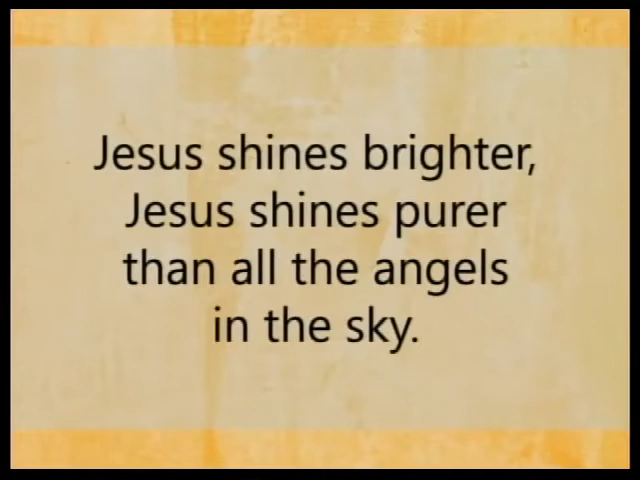 Jesus shines brighter,
Jesus shines purer
than all the angels
in the sky.